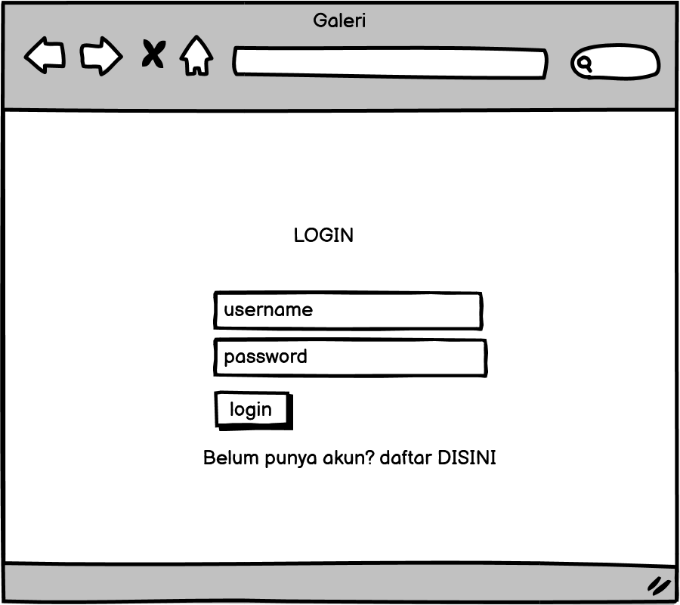 Galeri
LOGIN
username
password
login
Belum punya akun? daftar DISINI